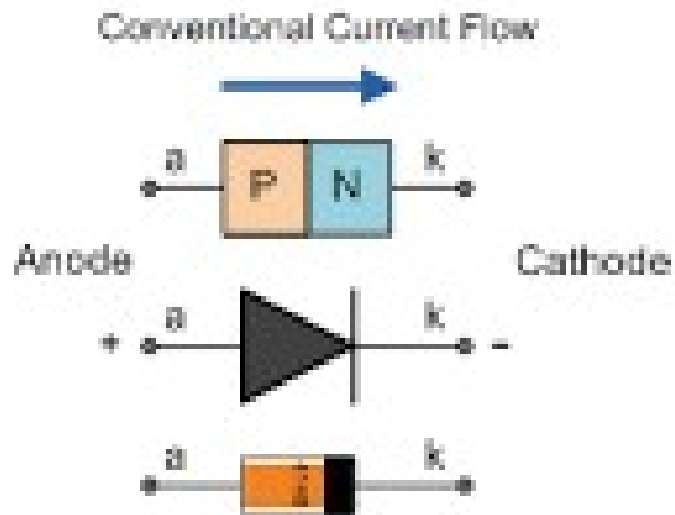 Conventional Current Flow
a k
P N
Anode Cathode
+ a k -
a k